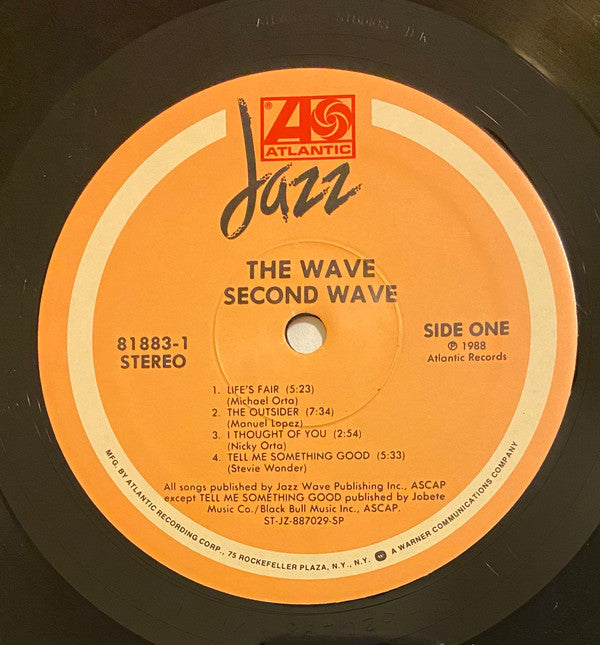 ATLANTIC STUDIOS DK
®
ATLANTIC
Jazz
THE WAVE
SECOND WAVE
81883-1
STEREO
SIDE ONE
℗ 1988
Atlantic Records
1. LIFE'S FAIR (5:23)
(Michael Orta)
2. THE OUTSIDER (7:34)
(Manuel Lopez)
3. I THOUGHT OF YOU (2:54)
(Nicky Orta)
4. TELL ME SOMETHING GOOD (5:33)
(Stevie Wonder)
All songs published by Jazz Wave Publishing Inc., ASCAP
except TELL ME SOMETHING GOOD published by Jobete
Music Co./Black Bull Music Inc., ASCAP.
ST-JZ-887029-SP
MFG. BY ATLANTIC RECORDING CORP., 75 ROCKEFELLER PLAZA, N.Y., N.Y. A WARNER COMMUNICATIONS COMPANY